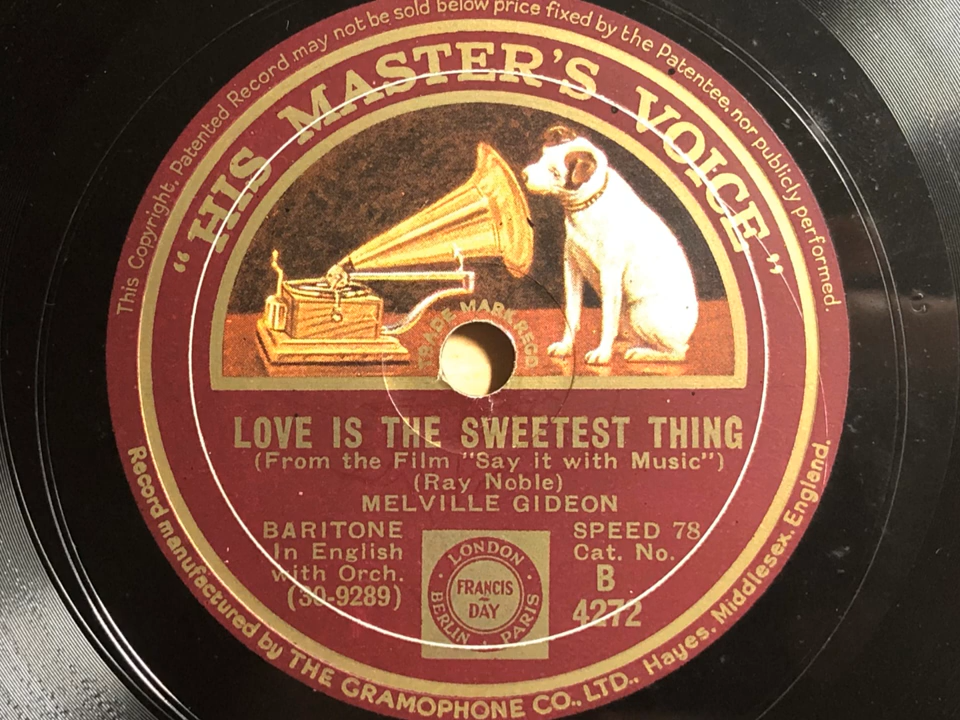 This Copyright, Patented Record may not be sold below price fixed by the Patentee, nor publicly performed.
"HIS MASTER'S VOICE"
TRADE MARK REGD
LOVE IS THE SWEETEST THING
(From the Film "Say it with Music")
(Ray Noble)
MELVILLE GIDEON
BARITONE
In English
with Orch.
(30-9289)
LONDON
FRANCIS
DAY
BERLIN · PARIS
SPEED 78
Cat. No.
B
4272
Record manufactured by THE GRAMOPHONE CO., LTD., Hayes, Middlesex, England.